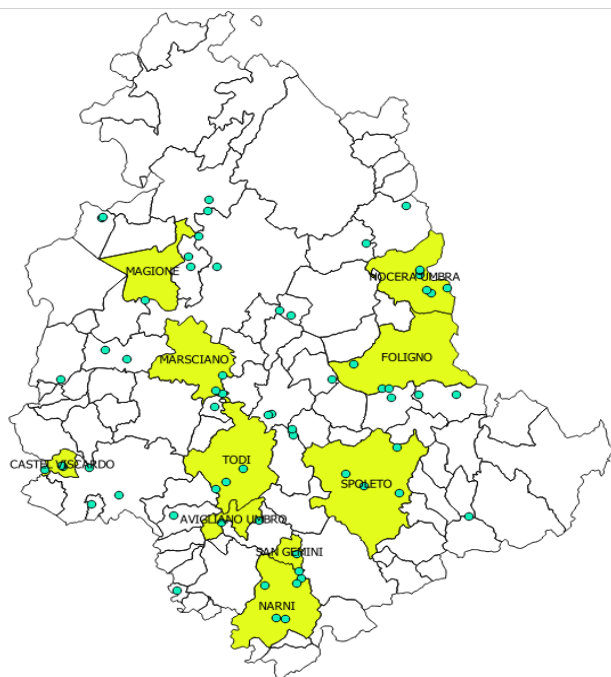 MAGIONE
NOCERA UMBRA
MARSCIANO
FOLIGNO
CASTEL VISCARDO
TODI
SPOLETO
AVIGLIANO UMBRO
SAN GEMINI
NARNI